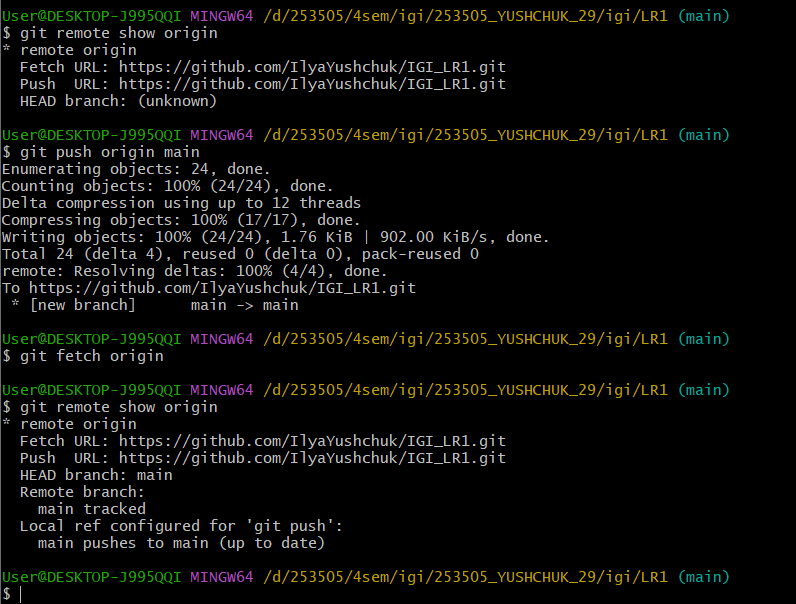 User@DESKTOP-J995QQI MINGW64 /d/253505/4sem/igi/253505_YUSHCHUK_29/igi/LR1 (main)
$ git remote show origin
* remote origin
  Fetch URL: https://github.com/IlyaYushchuk/IGI_LR1.git
  Push  URL: https://github.com/IlyaYushchuk/IGI_LR1.git
  HEAD branch: (unknown)

User@DESKTOP-J995QQI MINGW64 /d/253505/4sem/igi/253505_YUSHCHUK_29/igi/LR1 (main)
$ git push origin main
Enumerating objects: 24, done.
Counting objects: 100% (24/24), done.
Delta compression using up to 12 threads
Compressing objects: 100% (17/17), done.
Writing objects: 100% (24/24), 1.76 KiB | 902.00 KiB/s, done.
Total 24 (delta 4), reused 0 (delta 0), pack-reused 0
remote: Resolving deltas: 100% (4/4), done.
To https://github.com/IlyaYushchuk/IGI_LR1.git
 * [new branch]      main -> main

User@DESKTOP-J995QQI MINGW64 /d/253505/4sem/igi/253505_YUSHCHUK_29/igi/LR1 (main)
$ git fetch origin

User@DESKTOP-J995QQI MINGW64 /d/253505/4sem/igi/253505_YUSHCHUK_29/igi/LR1 (main)
$ git remote show origin
* remote origin
  Fetch URL: https://github.com/IlyaYushchuk/IGI_LR1.git
  Push  URL: https://github.com/IlyaYushchuk/IGI_LR1.git
  HEAD branch: main
  Remote branch:
    main tracked
  Local ref configured for 'git push':
    main pushes to main (up to date)

User@DESKTOP-J995QQI MINGW64 /d/253505/4sem/igi/253505_YUSHCHUK_29/igi/LR1 (main)
$